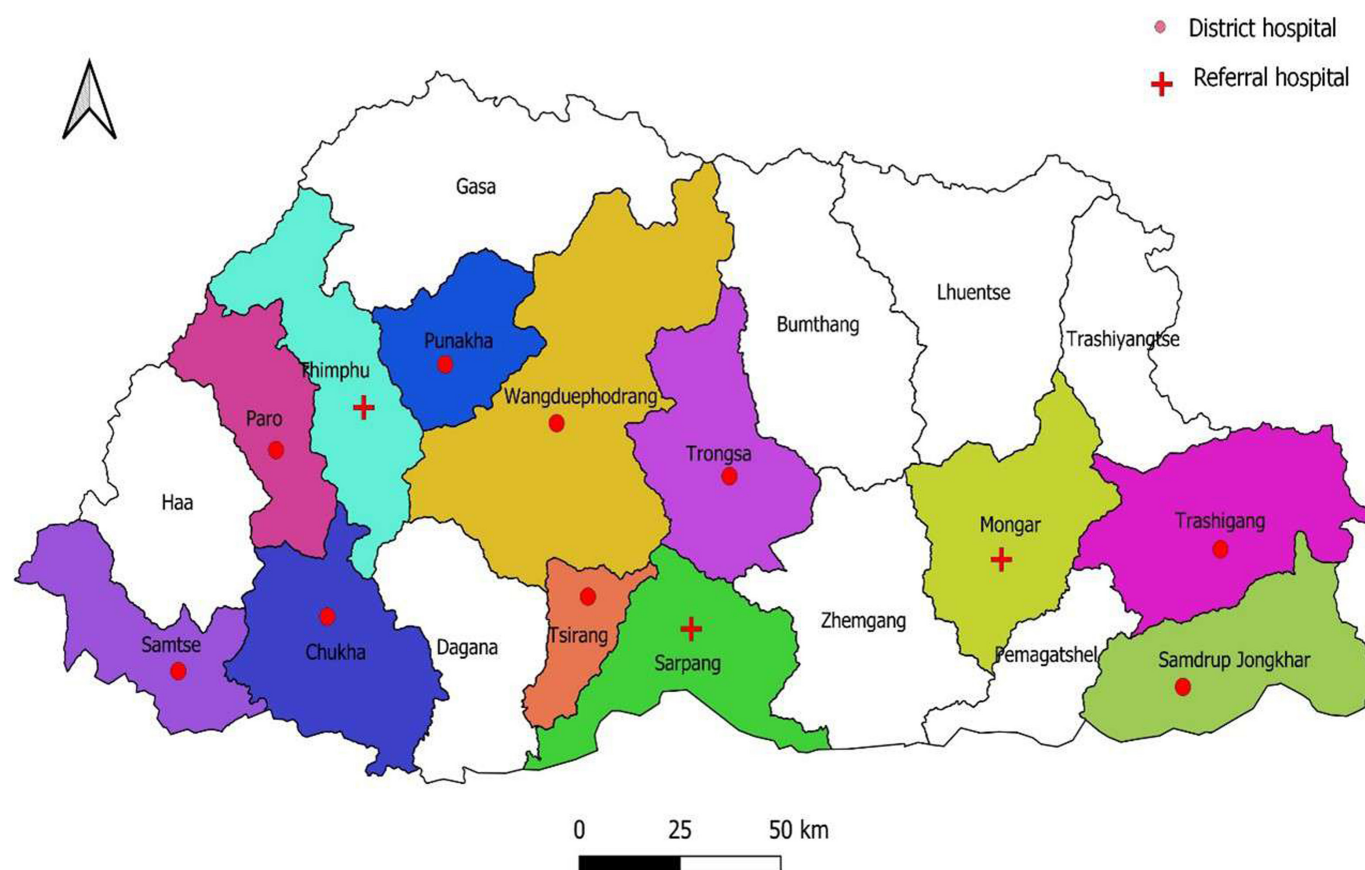 District hospital
Referral hospital
Gasa
Punakha
Thimphu
Wangduephodrang
Paro
Haa
Trongsa
Bumthang
Lhuentse
Trashiyangtse
Mongar
Trashigang
Samtse
Chukha
Dagana
Tsirang
Sarpang
Zhemgang
Pemagatshel
Samdrup Jongkhar
0 25 50 km